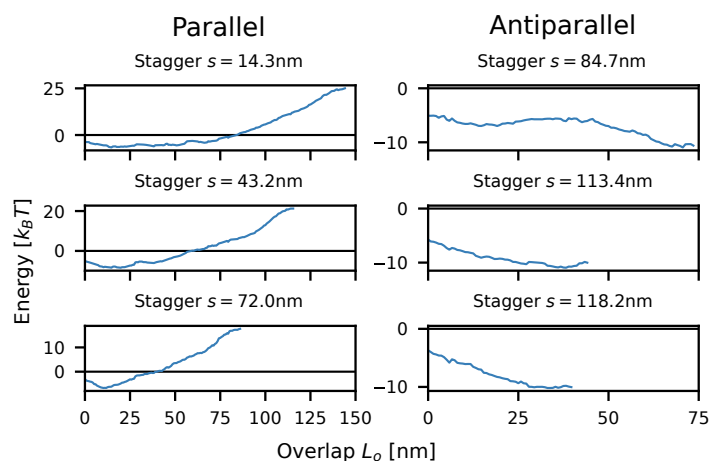 Parallel
Antiparallel
Stagger s = 14.3nm
Stagger s = 84.7nm
25
0
0
−10
Stagger s = 43.2nm
Stagger s = 113.4nm
20
0
0
−10
Stagger s = 72.0nm
Stagger s = 118.2nm
10
0
0
−10
0 25 50 75 100 125 150
0 25 50 75
Energy [k_BT]
Overlap L_o [nm]